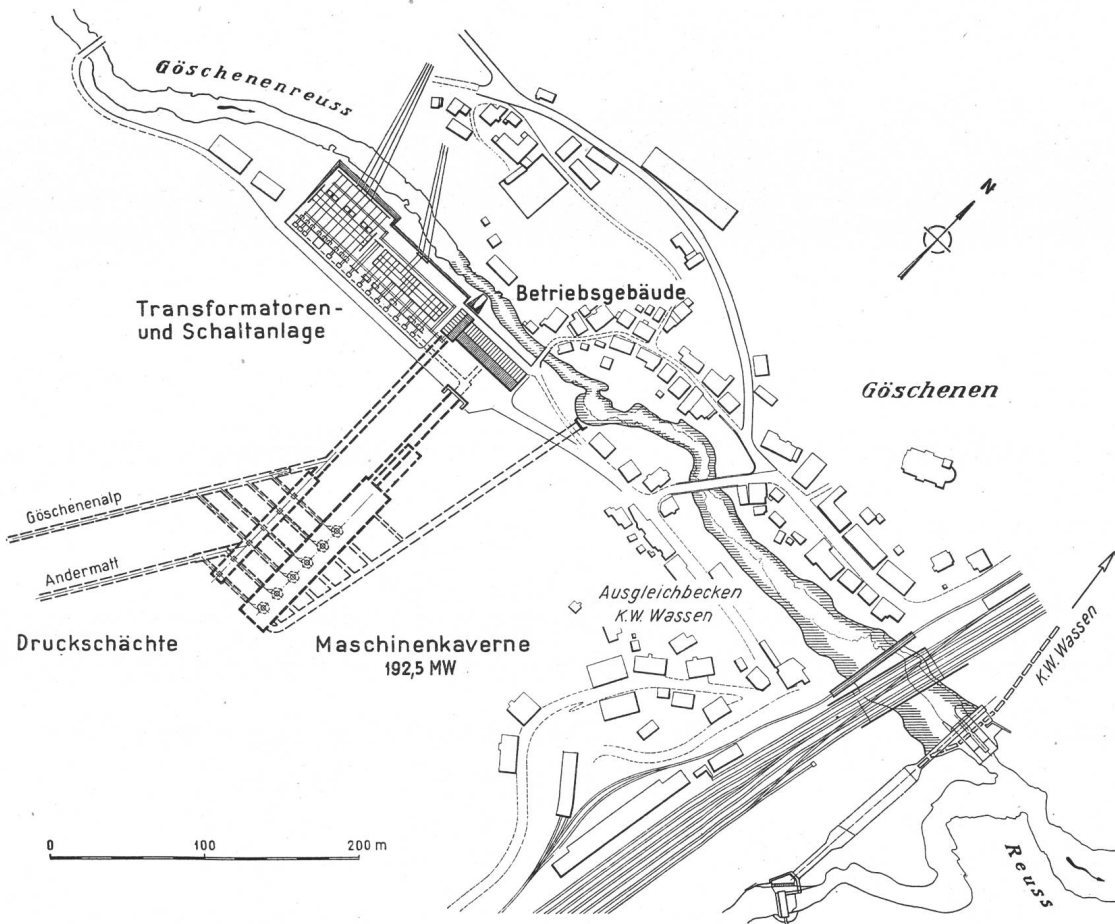 Göschenenreuss
N
Betriebsgebäude
Transformatoren-
und Schaltanlage
Göschenen
Göschenenalp
Andermatt
Ausgleichbecken
K.W. Wassen
Druckschächte
Maschinenkaverne
192,5 MW
K.W. Wassen
0 100 200 m
Reuss